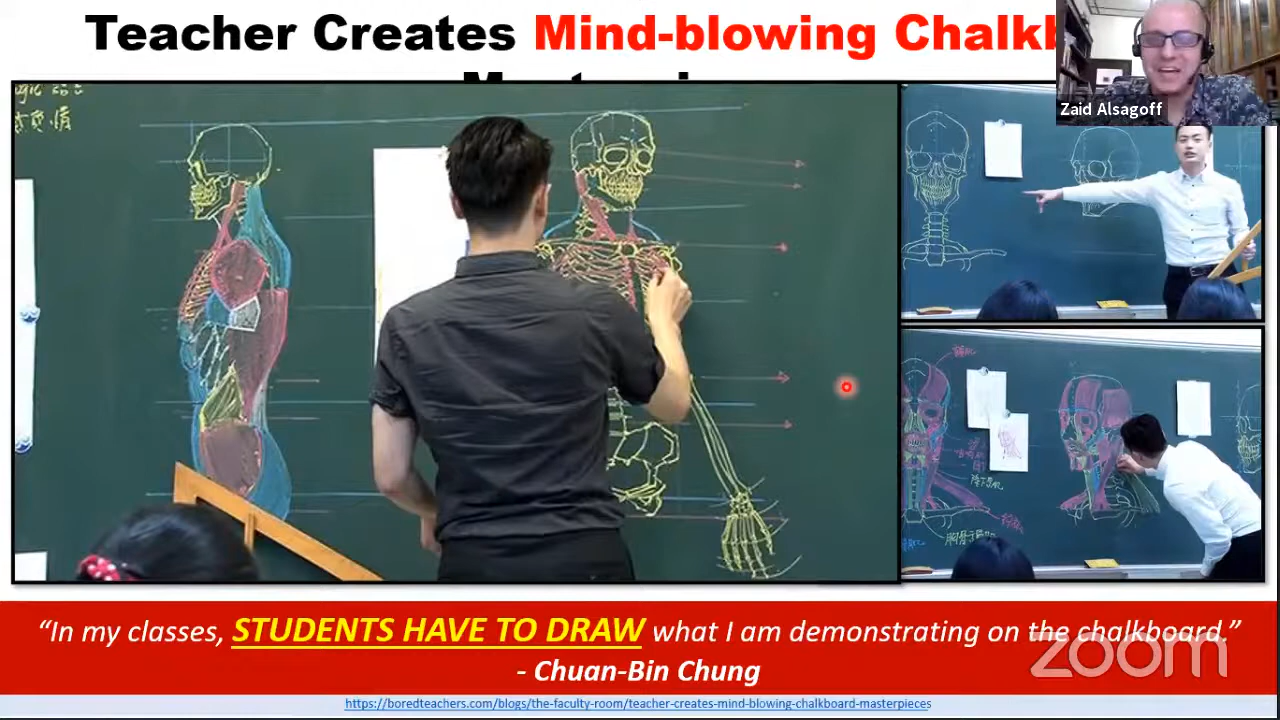 Teacher Creates Mind-blowing
Zaid Alsagoff
“In my classes, STUDENTS HAVE TO DRAW what I am demonstrating on the chalkboard.”
- Chuan-Bin Chung
zoom
https://boredteachers.com/blogs/the-faculty-room/teacher-creates-mind-blowing-chalkboard-masterpieces